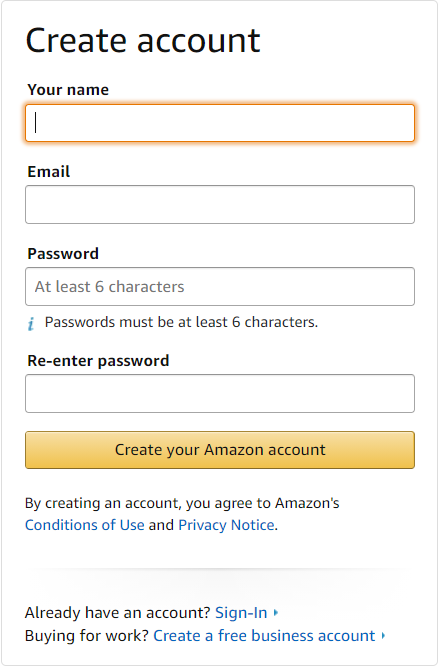 Create account
Your name
Email
Password
At least 6 characters
i Passwords must be at least 6 characters.
Re-enter password
Create your Amazon account
By creating an account, you agree to Amazon's
Conditions of Use and Privacy Notice.
Already have an account? Sign-In
Buying for work? Create a free business account